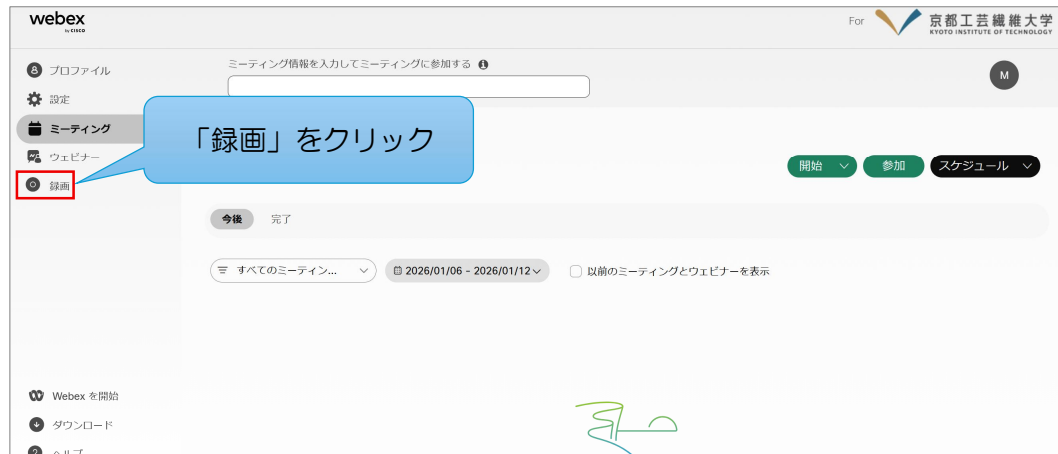 webex
by CISCO
For
京都工芸繊維大学
KYOTO INSTITUTE OF TECHNOLOGY
プロファイル
ミーティング情報を入力してミーティングに参加する
M
設定
ミーティング
「録画」をクリック
ウェビナー
開始
参加
スケジュール
録画
今後
完了
すべてのミーティン...
2026/01/06 - 2026/01/12
以前のミーティングとウェビナーを表示
Webex を開始
ダウンロード
ヘルプ